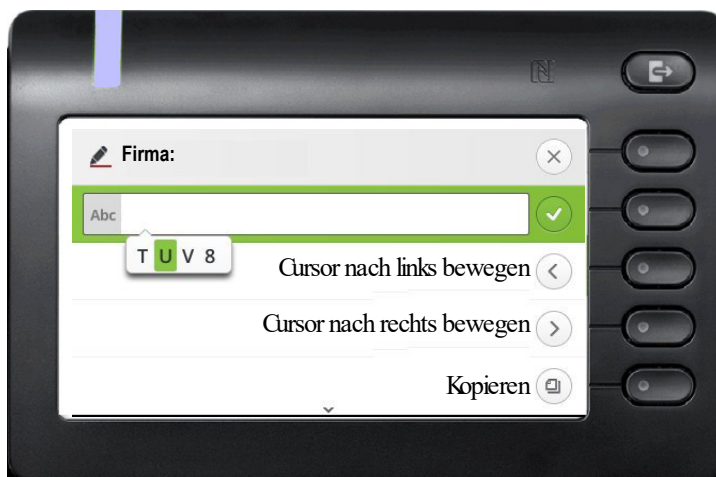 Firma:
Abc
T U V 8
Cursor nach links bewegen
Cursor nach rechts bewegen
Kopieren